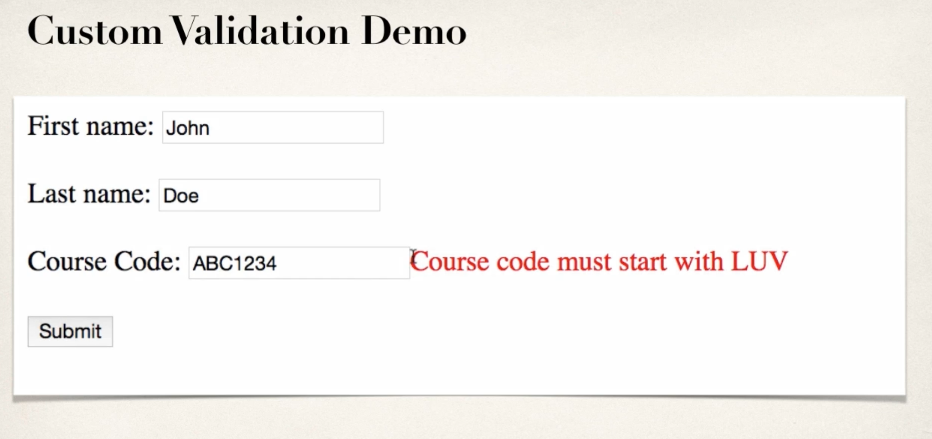 Custom Validation Demo
First name: John
Last name: Doe
Course Code: ABC1234 Course code must start with LUV
Submit